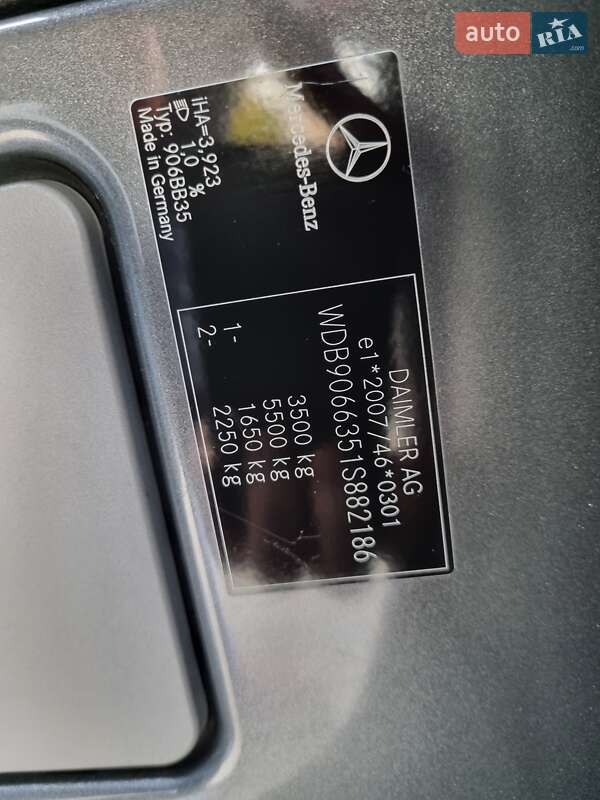 auto RIA.com
Mercedes-Benz
iHA=3,923
1,0 %
Typ: 906BB35
Made in Germany
DAIMLER AG
e1*2007/46*0301
WDB9066351S882186
3500 kg
5500 kg
1- 1650 kg
2- 2250 kg